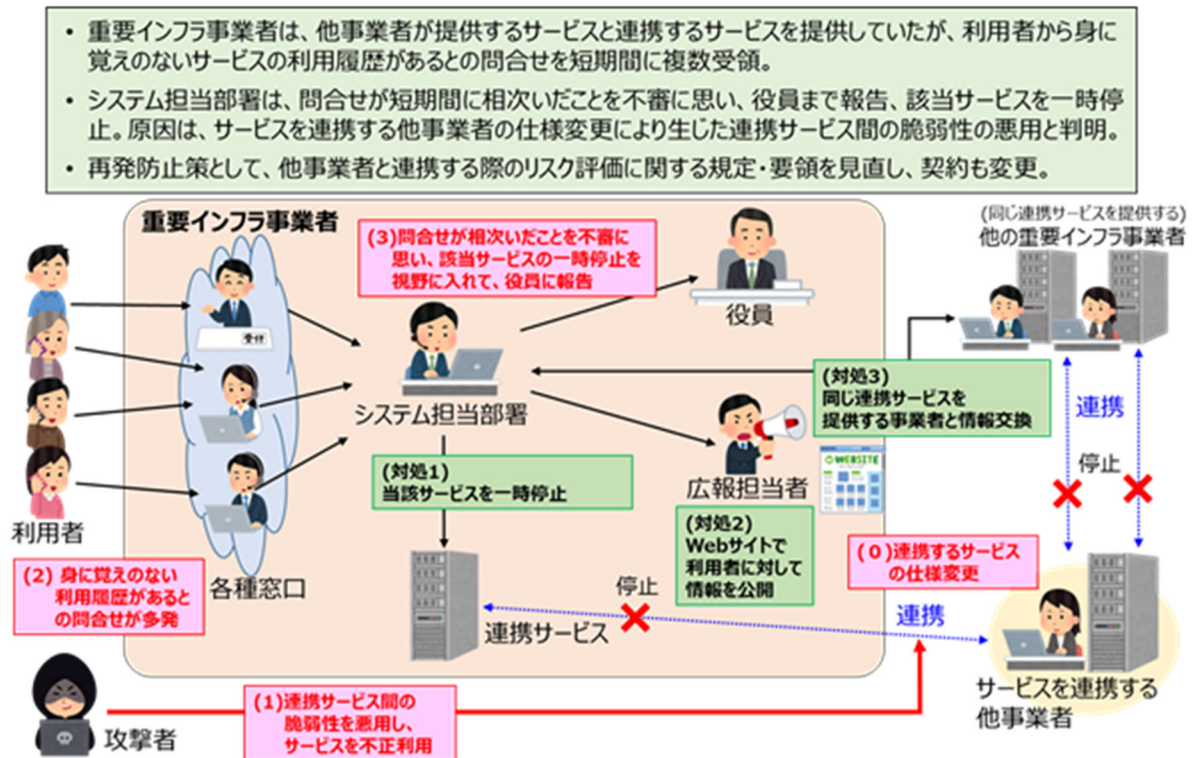 • 重要インフラ事業者は、他事業者が提供するサービスと連携するサービスを提供していたが、利用者から身に
覚えのないサービスの利用履歴があるとの問合せを短期間に複数受領。
• システム担当部署は、問合せが短期間に相次いだことを不審に思い、役員まで報告、該当サービスを一時停
止。原因は、サービスを連携する他事業者の仕様変更により生じた連携サービス間の脆弱性の悪用と判明。
• 再発防止策として、他事業者と連携する際のリスク評価に関する規定・要領を見直し、契約も変更。
重要インフラ事業者
(3)問合せが相次いだことを不審に
思い、該当サービスの一時停止を
視野に入れて、役員に報告
(同じ連携サービスを提供する)
他の重要インフラ事業者
受付
役員
システム担当部署
(対処3)
同じ連携サービスを
提供する事業者と情報交換
連携
停止
(対処1)
当該サービスを一時停止
WEBSITE
広報担当者
利用者
(2) 身に覚えのない
利用履歴があると
の問合せが多発
各種窓口
(対処2)
Webサイトで
利用者に対して
情報を公開
(0)連携するサービス
の仕様変更
停止
連携サービス
連携
サービスを連携する
他事業者
攻撃者
(1)連携サービス間の
脆弱性を悪用し、
サービスを不正利用